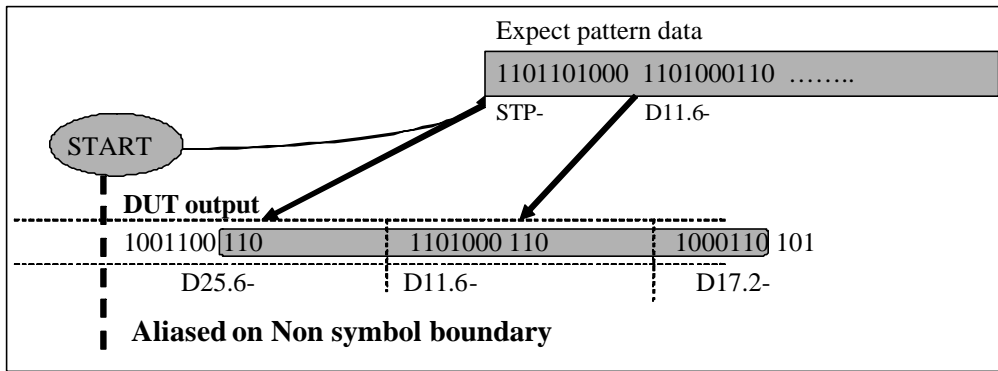 Expect pattern data
1101101000 1101000110 ........
STP- D11.6-
START
DUT output
1001100 110 1101000 110 1000110 101
D25.6- D11.6- D17.2-
Aliased on Non symbol boundary